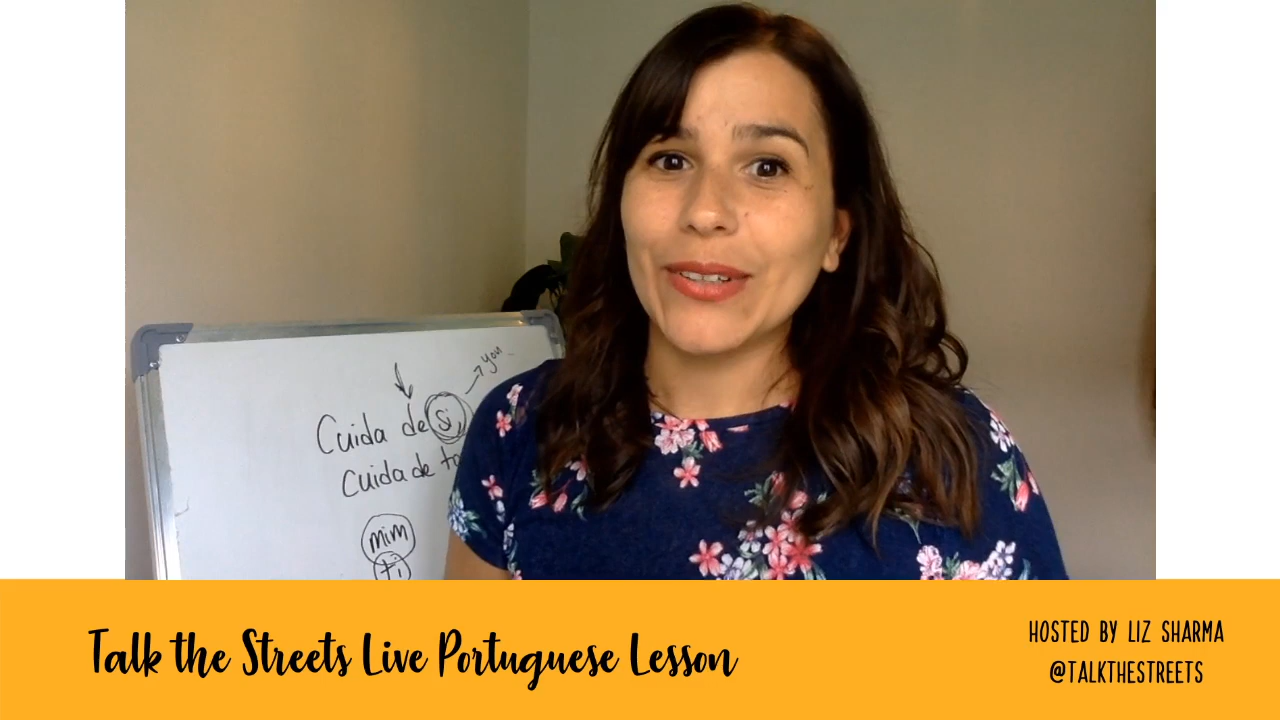 you
Cuida de si,
Cuida de to
mim
ti
Talk the Streets Live Portuguese Lesson
HOSTED BY LIZ SHARMA
@TALKTHESTREETS